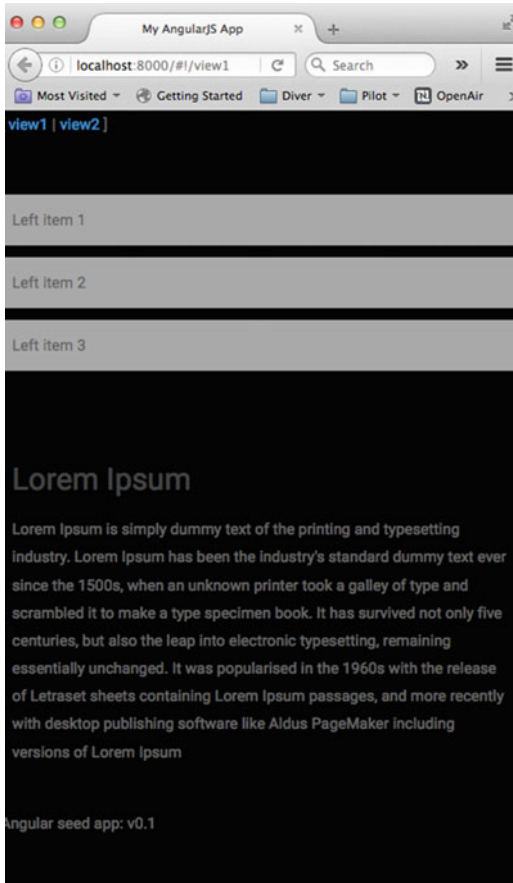 My AngularJS App
localhost:8000/#!/view1
Search
Most Visited
Getting Started
Diver
Pilot
OpenAir
view1 | view2 ]
Left item 1
Left item 2
Left item 3
Lorem Ipsum
Lorem Ipsum is simply dummy text of the printing and typesetting
industry. Lorem Ipsum has been the industry's standard dummy text ever
since the 1500s, when an unknown printer took a galley of type and
scrambled it to make a type specimen book. It has survived not only five
centuries, but also the leap into electronic typesetting, remaining
essentially unchanged. It was popularised in the 1960s with the release
of Letraset sheets containing Lorem Ipsum passages, and more recently
with desktop publishing software like Aldus PageMaker including
versions of Lorem Ipsum
Angular seed app: v0.1